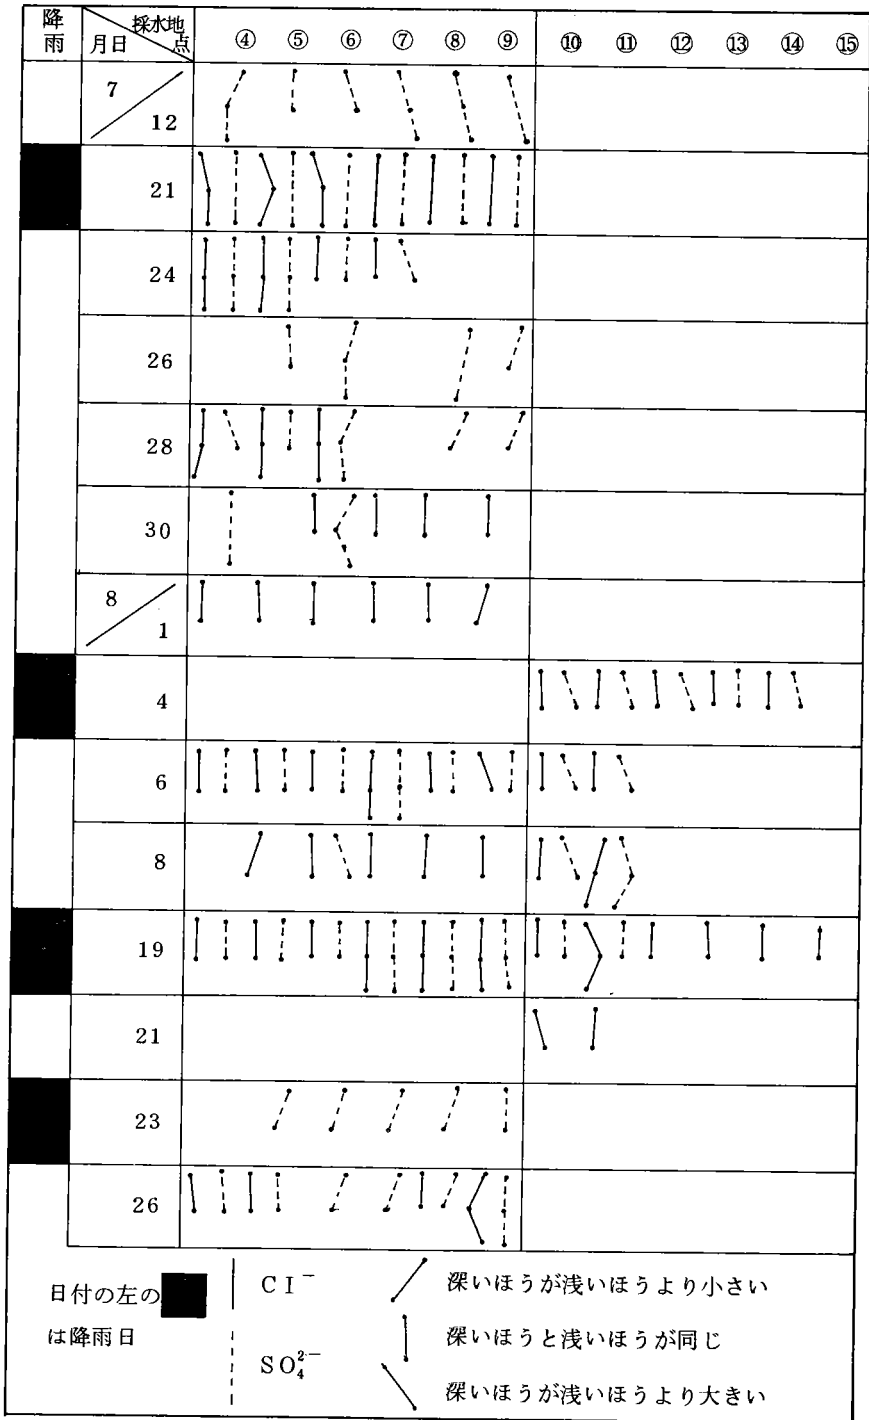 降雨 月日 採水地点 ④ ⑤ ⑥ ⑦ ⑧ ⑨ ⑩ ⑪ ⑫ ⑬ ⑭ ⑮
7/12
21
24
26
28
30
8/1
4
6
8
19
21
23
26
日付の左の■
は降雨日
CI⁻
SO₄²⁻
深いほうが浅いほうより小さい
深いほうと浅いほうが同じ
深いほうが浅いほうより大きい